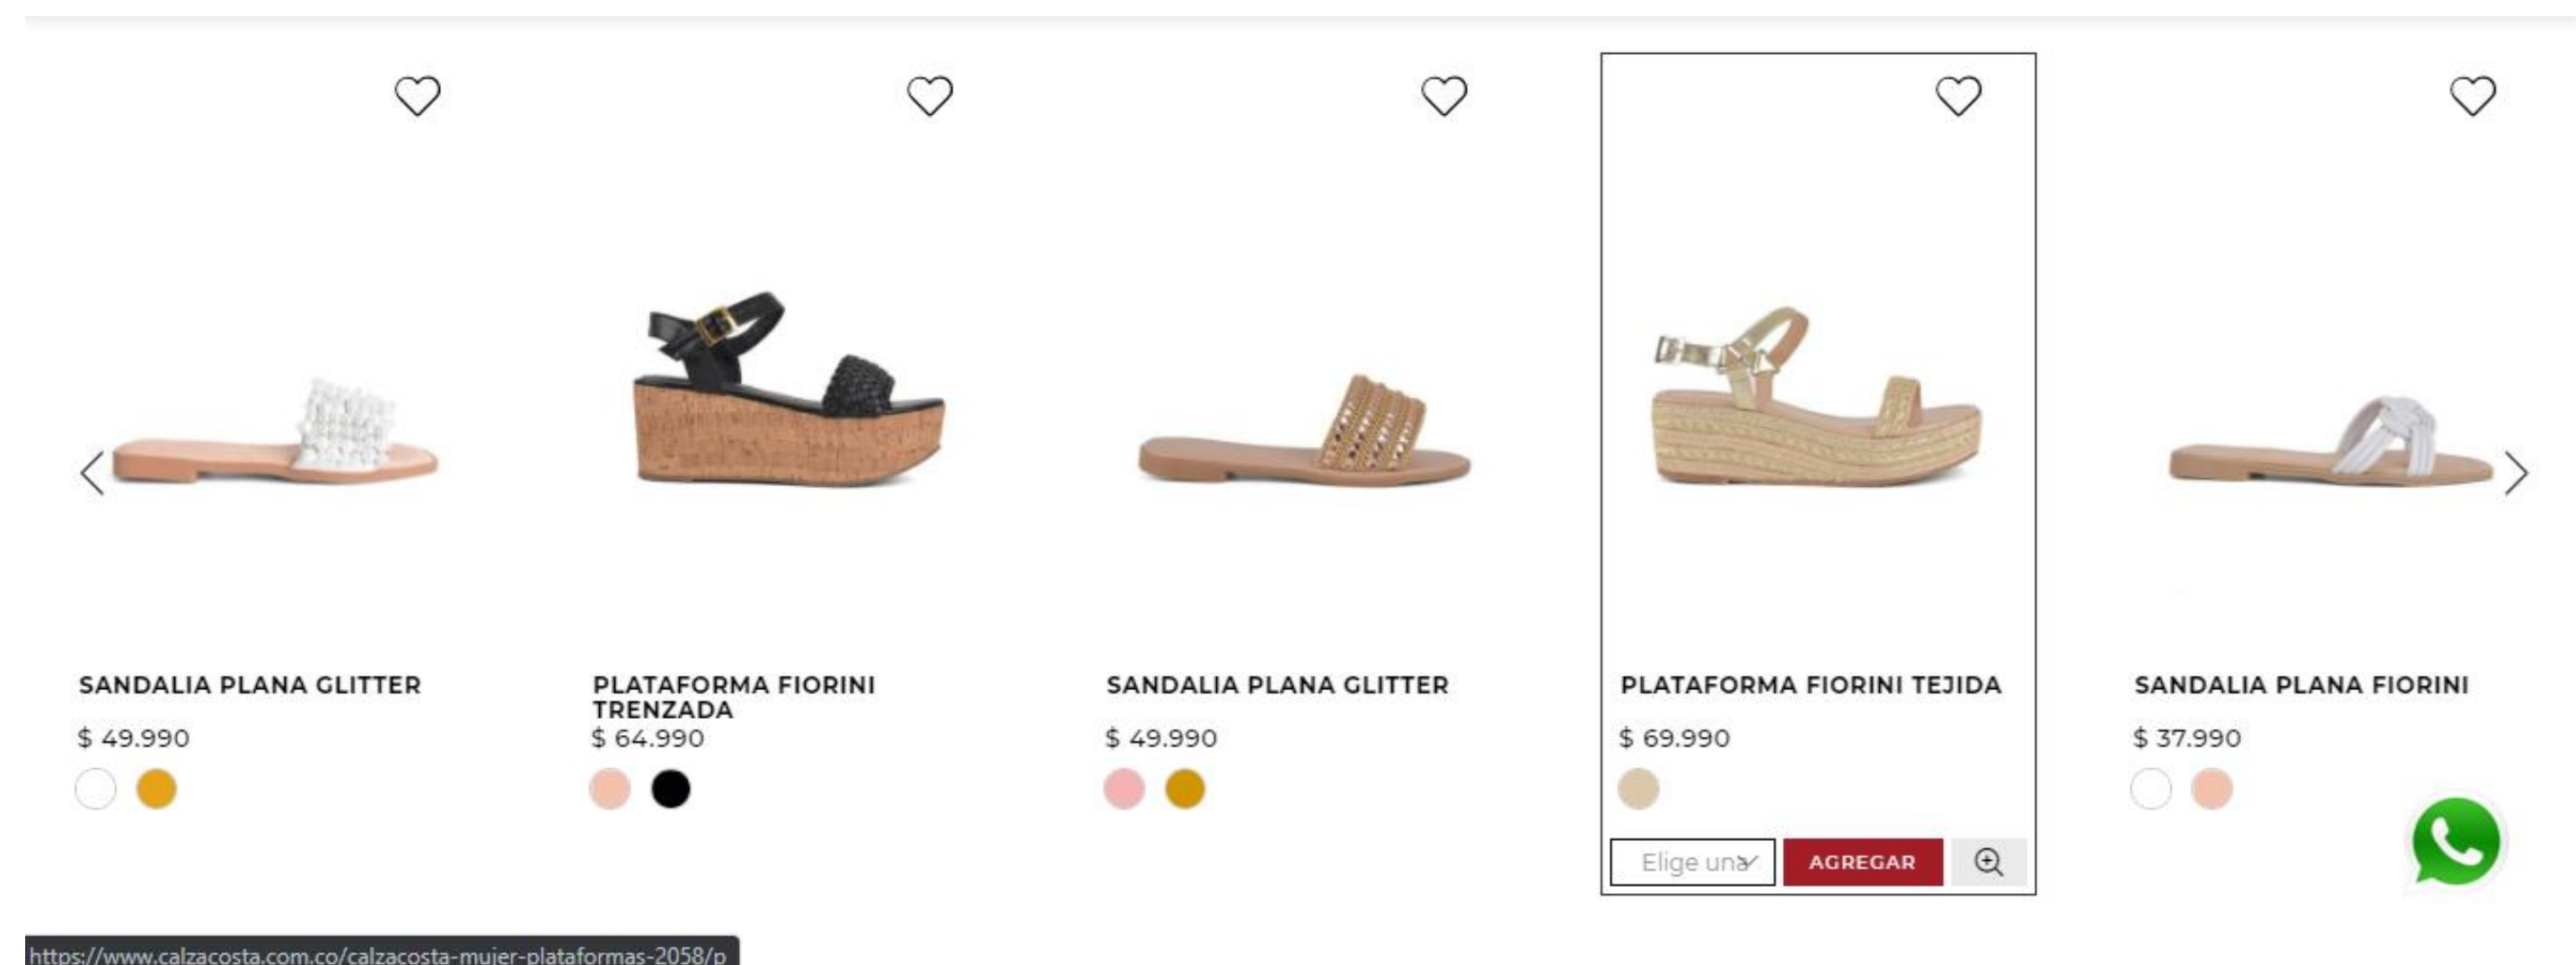 SANDALIA PLANA GLITTER
$ 49.990
PLATAFORMA FIORINI
TRENZADA
$ 64.990
SANDALIA PLANA GLITTER
$ 49.990
PLATAFORMA FIORINI TEJIDA
$ 69.990
Elige una
AGREGAR
SANDALIA PLANA FIORINI
$ 37.990
https://www.calzacosta.com.co/calzacosta-mujer-plataformas-2058/p